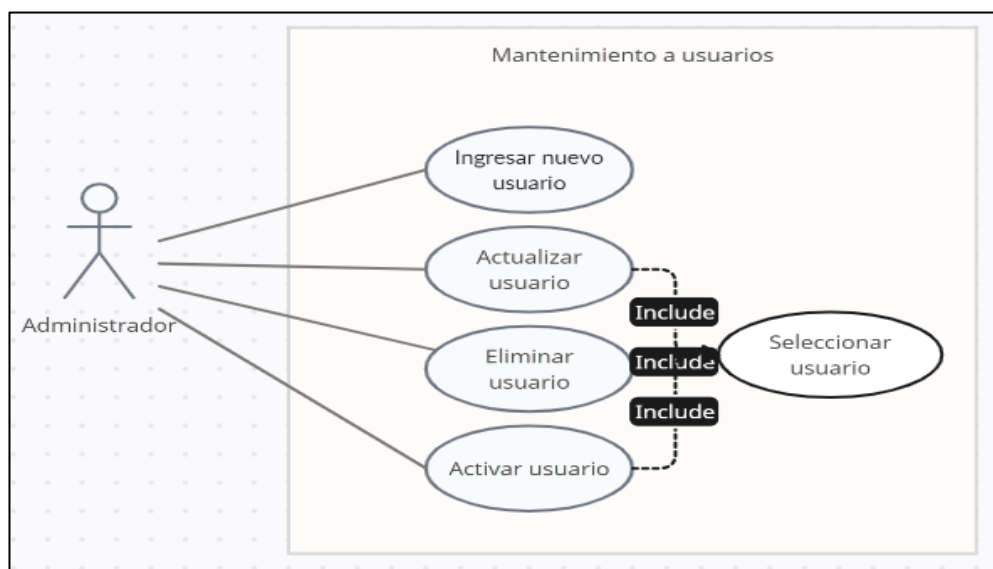 Mantenimiento a usuarios
Ingresar nuevo
usuario
Actualizar
usuario
Include
Administrador
Eliminar
usuario
Include
Seleccionar
usuario
Include
Activar usuario